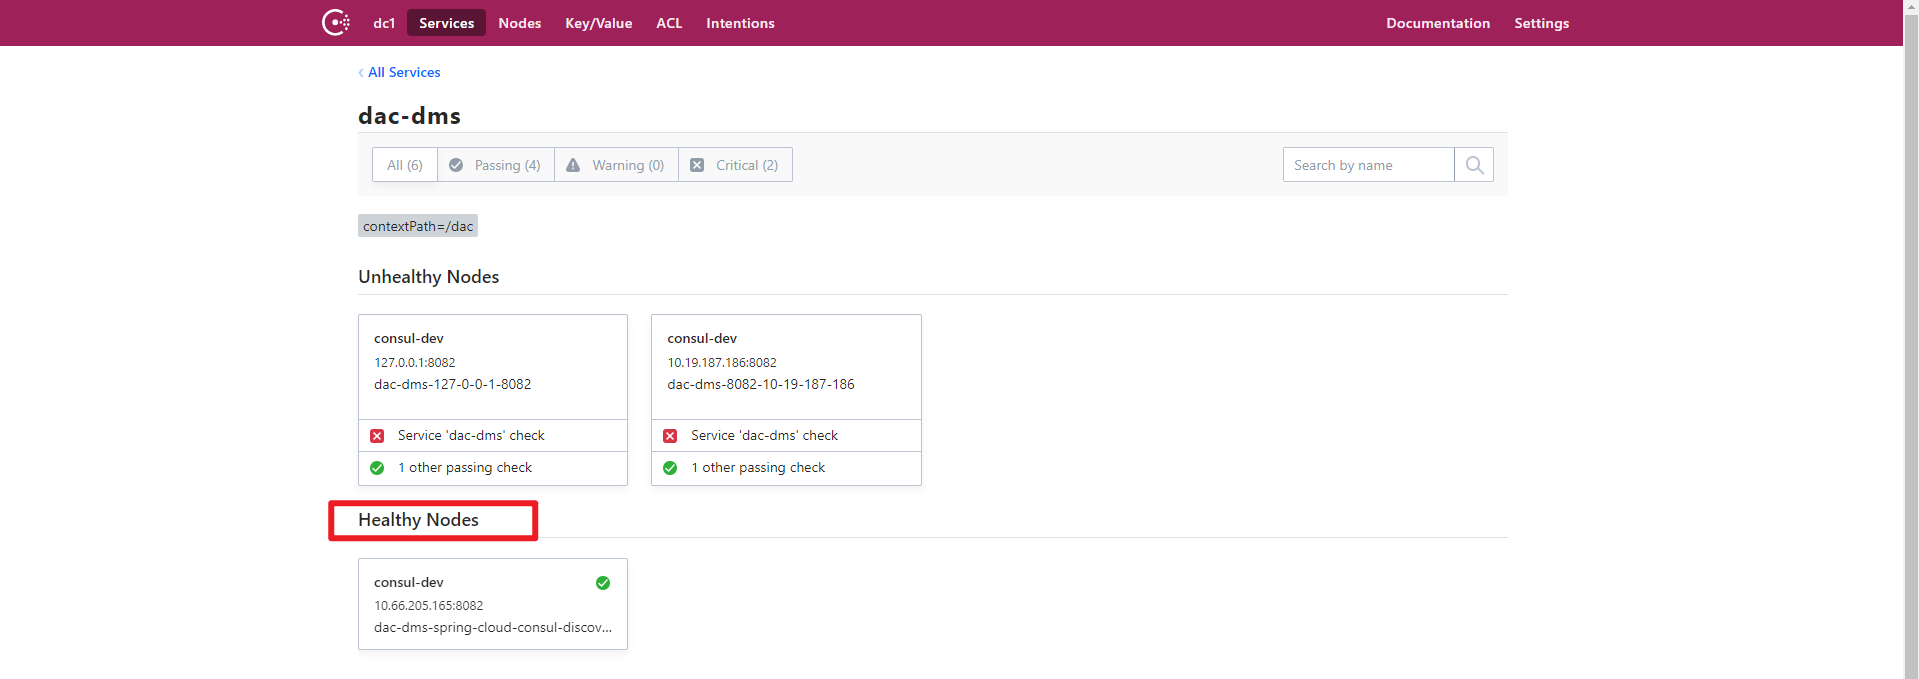 dc1 Services Nodes Key/Value ACL Intentions Documentation Settings
All Services
dac-dms
All (6) Passing (4) Warning (0) Critical (2) Search by name
contextPath=/dac
Unhealthy Nodes
consul-dev
127.0.0.1:8082
dac-dms-127-0-0-1-8082
Service 'dac-dms' check
1 other passing check
consul-dev
10.19.187.186:8082
dac-dms-8082-10-19-187-186
Service 'dac-dms' check
1 other passing check
Healthy Nodes
consul-dev
10.66.205.165:8082
dac-dms-spring-cloud-consul-discov...